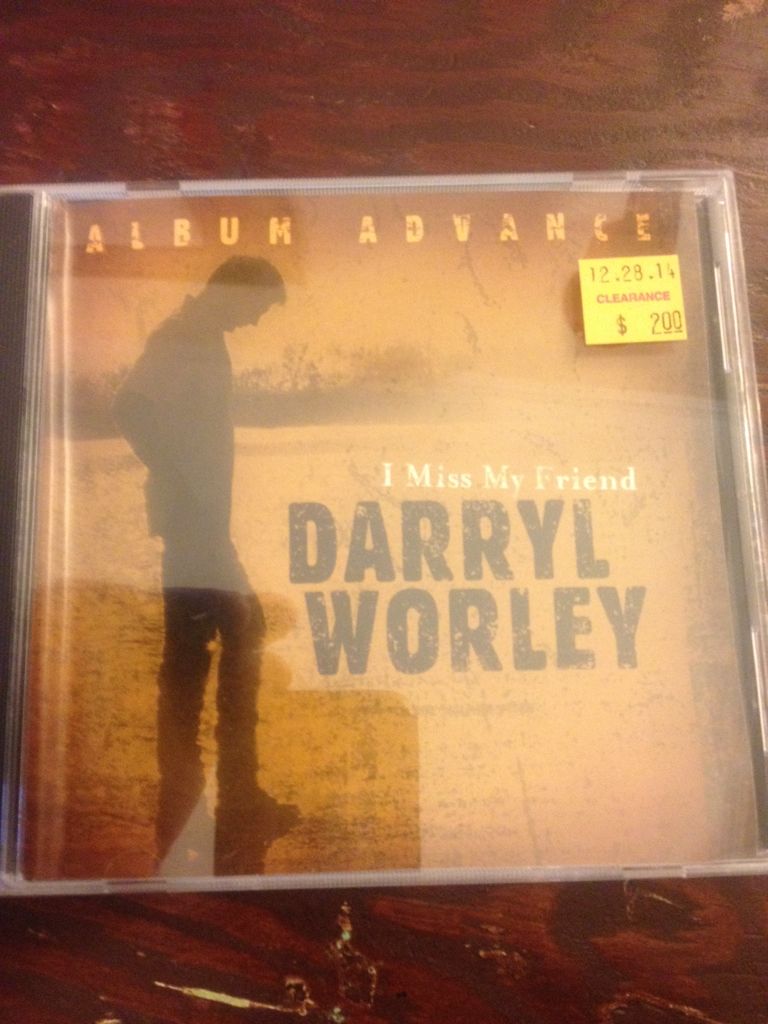 ALBUM ADVANCE
12.28.14
CLEARANCE
$ 200
I Miss My Friend
DARRYL
WORLEY